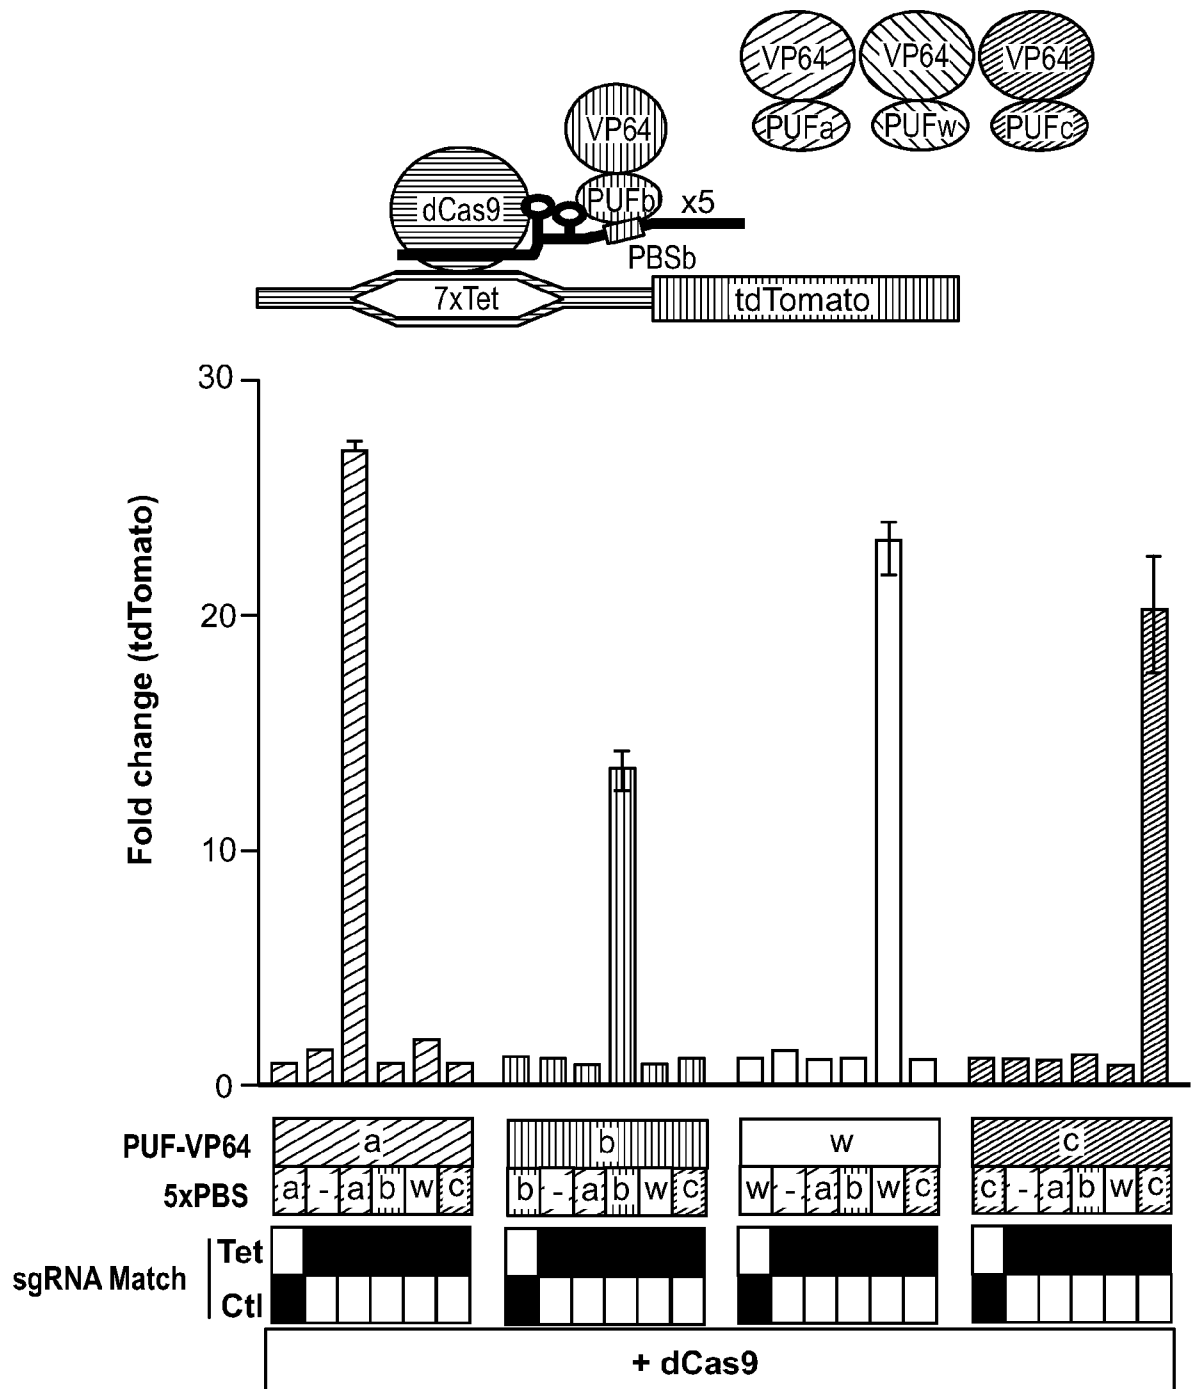 VP64 VP64 VP64
PUFa PUFw PUFc
VP64
dCas9 PUFb x5
PBSb
7xTet tdTomato
30
20
10
0
Fold change (tdTomato)
PUF-VP64 a b w c
5xPBS a - a b w c b - a b w c w - a b w c c - a b w c
sgRNA Match
Tet
Ctl
+ dCas9